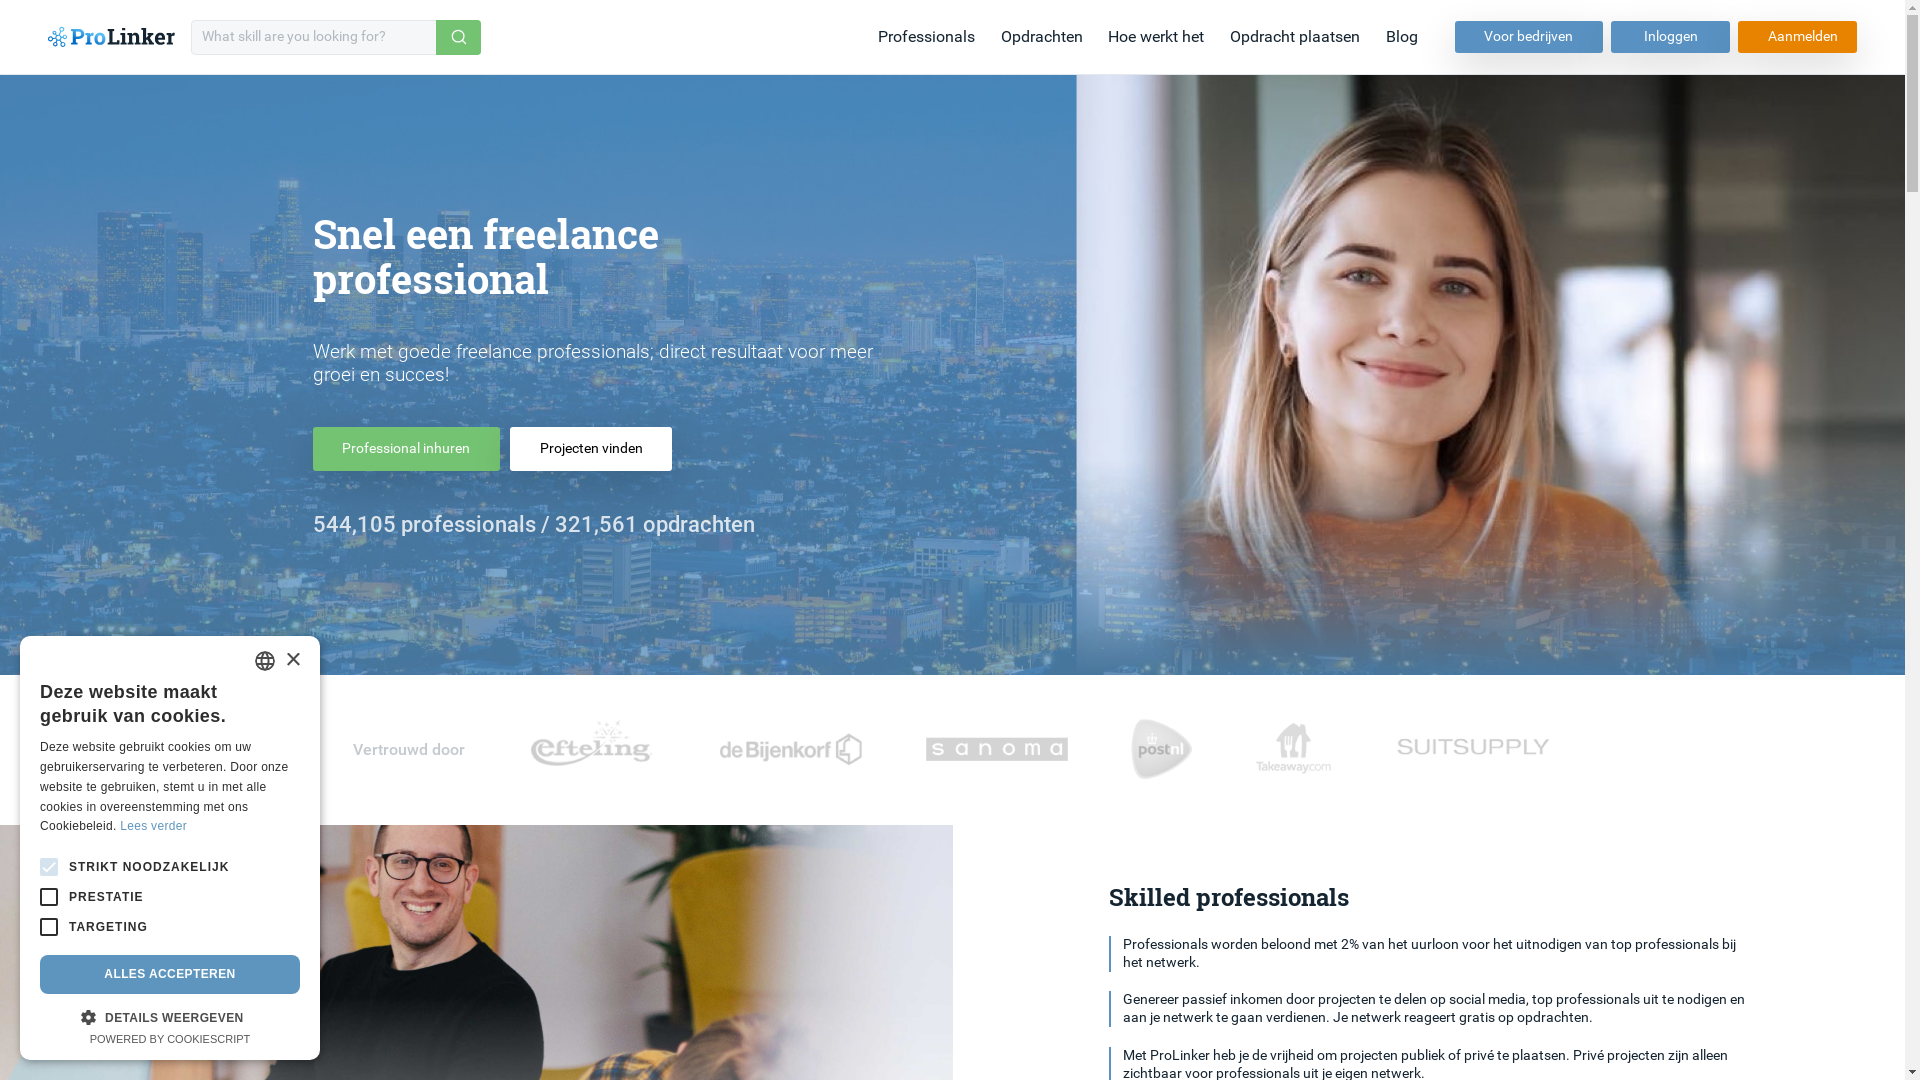 ProLinker
What skill are you looking for?
Professionals
Opdrachten
Hoe werkt het
Opdracht plaatsen
Blog
Voor bedrijven
Inloggen
Aanmelden
Snel een freelance
professional
Werk met goede freelance professionals; direct resultaat voor meer
groei en succes!
Professional inhuren
Projecten vinden
544,105 professionals / 321,561 opdrachten
Deze website maakt
gebruik van cookies.
Deze website gebruikt cookies om uw
gebruikerservaring te verbeteren. Door onze
website te gebruiken, stemt u in met alle
cookies in overeenstemming met ons
Cookiebeleid. Lees verder
STRIKT NOODZAKELIJK
PRESTATIE
TARGETING
ALLES ACCEPTEREN
DETAILS WEERGEVEN
POWERED BY COOKIESCRIPT
Vertrouwd door
efteling
de Bijenkorf
sanoma
postnl
Takeaway.com
SUITSUPPLY
Skilled professionals
Professionals worden beloond met 2% van het uurloon voor het uitnodigen van top professionals bij
het netwerk.
Genereer passief inkomen door projecten te delen op social media, top professionals uit te nodigen en
aan je netwerk te gaan verdienen. Je netwerk reageert gratis op opdrachten.
Met ProLinker heb je de vrijheid om projecten publiek of privé te plaatsen. Privé projecten zijn alleen
zichtbaar voor professionals uit je eigen netwerk.